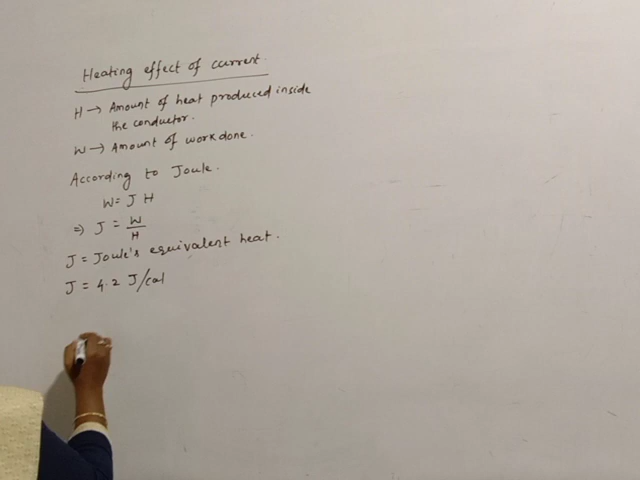 Heating effect of current.
H → Amount of heat produced inside
the conductor.
W → Amount of work done.
According to Joule.
W = J H
⇒ J = W/H
J = Joule's equivalent heat.
J = 4.2 J/cal